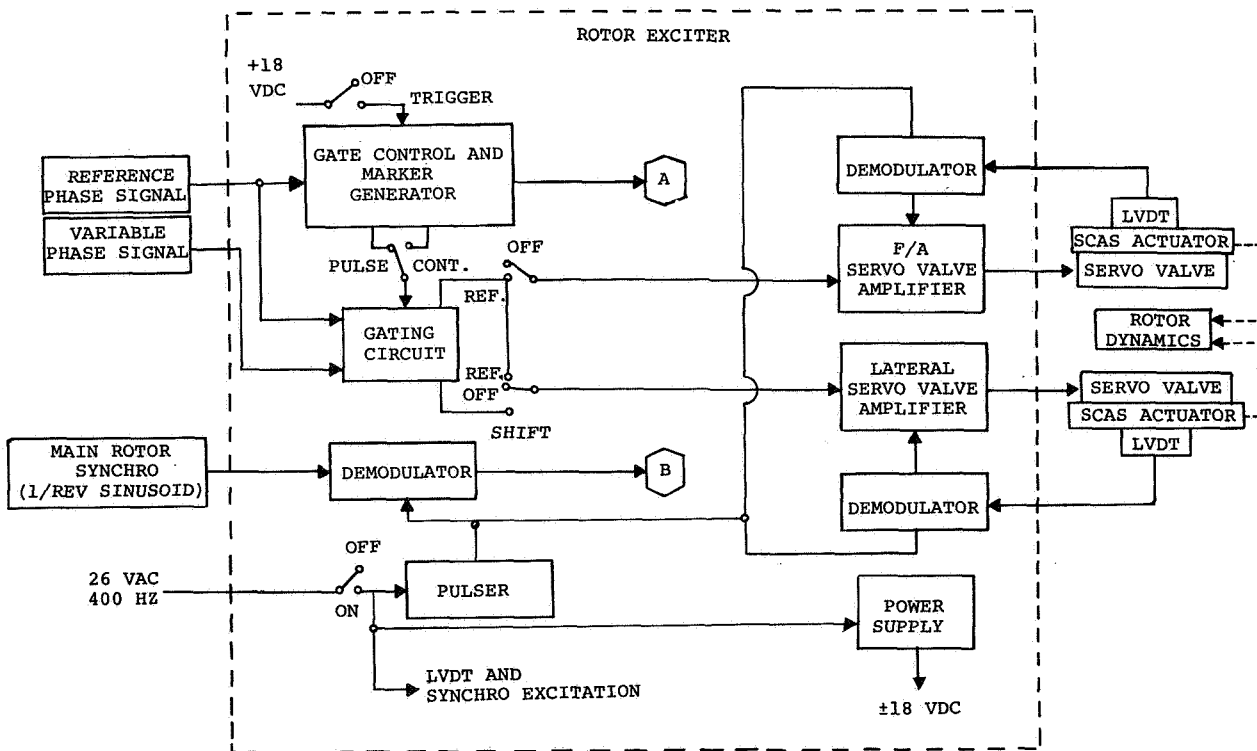 ROTOR EXCITER
+18
VDC
OFF
TRIGGER
REFERENCE
PHASE SIGNAL
VARIABLE
PHASE SIGNAL
GATE CONTROL AND
MARKER
GENERATOR
A
PULSE
CONT.
OFF
REF.
GATING
CIRCUIT
REF.
OFF
SHIFT
DEMODULATOR
F/A
SERVO VALVE
AMPLIFIER
LVDT
SCAS ACTUATOR
SERVO VALVE
ROTOR
DYNAMICS
LATERAL
SERVO VALVE
AMPLIFIER
SERVO VALVE
SCAS ACTUATOR
LVDT
MAIN ROTOR
SYNCHRO
(1/REV SINUSOID)
DEMODULATOR
B
DEMODULATOR
26 VAC
400 HZ
OFF
ON
PULSER
POWER
SUPPLY
LVDT AND
SYNCHRO EXCITATION
±18 VDC